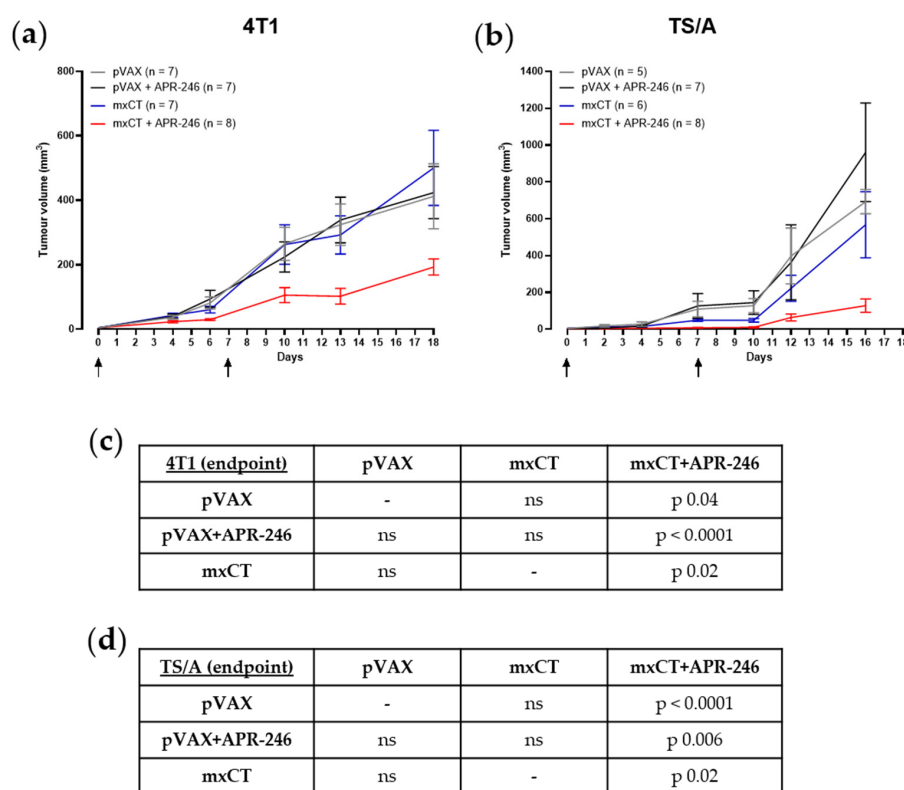 (a)
4T1
pVAX (n = 7)
pVAX + APR-246 (n = 7)
mxCT (n = 7)
mxCT + APR-246 (n = 8)
Tumour volume (mm³)
800
600
400
200
0
0 1 2 3 4 5 6 7 8 9 10 11 12 13 14 15 16 17 18
Days
(b)
TS/A
pVAX (n = 5)
pVAX + APR-246 (n = 7)
mxCT (n = 6)
mxCT + APR-246 (n = 8)
Tumour volume (mm³)
1400
1200
1000
800
600
400
200
0
0 1 2 3 4 5 6 7 10 11 12 13 14 15 16 17 18
Days
(c)
4T1 (endpoint) pVAX mxCT mxCT+APR-246
pVAX - ns p 0.04
pVAX+APR-246 ns ns p < 0.0001
mxCT ns - p 0.02
(d)
TS/A (endpoint) pVAX mxCT mxCT+APR-246
pVAX - ns p < 0.0001
pVAX+APR-246 ns ns p 0.006
mxCT ns - p 0.02